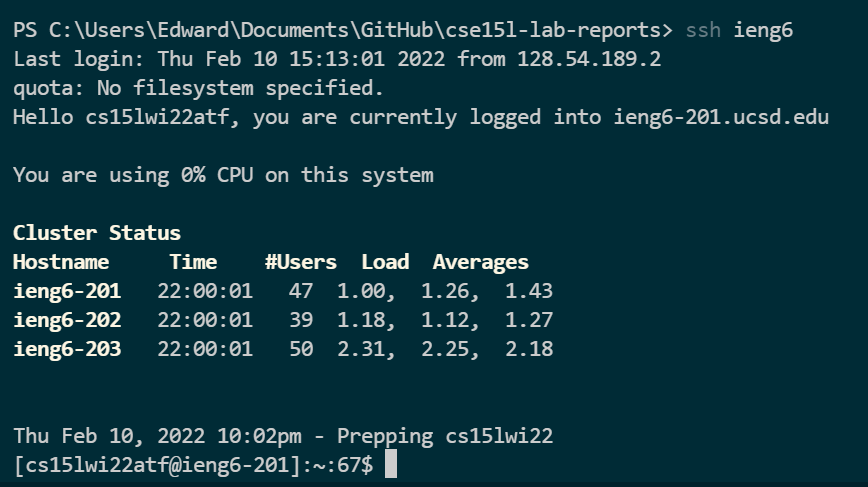 PS C:\Users\Edward\Documents\GitHub\cse15l-lab-reports> ssh ieng6
Last login: Thu Feb 10 15:13:01 2022 from 128.54.189.2
quota: No filesystem specified.
Hello cs15lwi22atf, you are currently logged into ieng6-201.ucsd.edu
You are using 0% CPU on this system
Cluster Status
Hostname     Time    #Users  Load  Averages
ieng6-201   22:00:01   47  1.00,  1.26,  1.43
ieng6-202   22:00:01   39  1.18,  1.12,  1.27
ieng6-203   22:00:01   50  2.31,  2.25,  2.18
Thu Feb 10, 2022 10:02pm - Prepping cs15lwi22
[cs15lwi22atf@ieng6-201]:~:67$